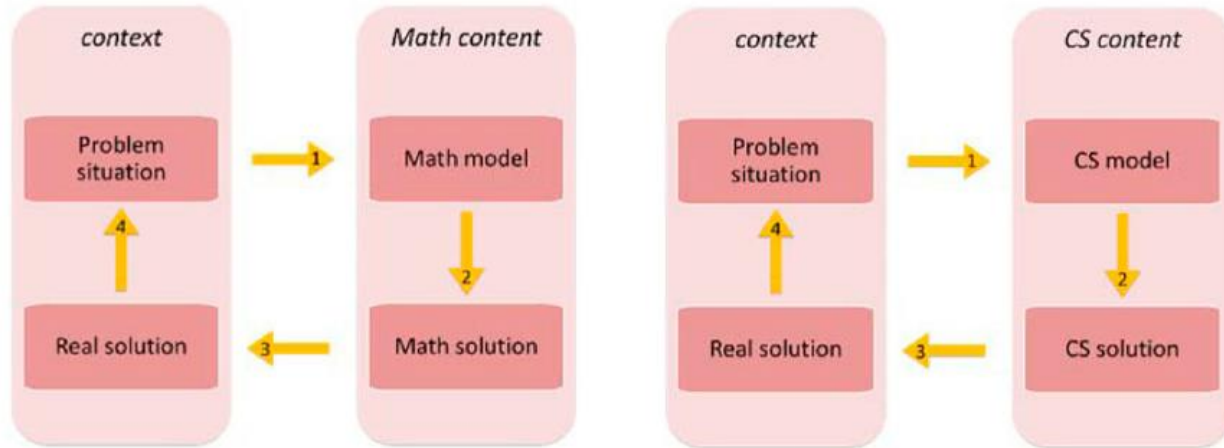 context
Math content
Problem
situation
1
Math model
4
2
Real solution
3
Math solution
context
CS content
Problem
situation
1
CS model
4
2
Real solution
3
CS solution